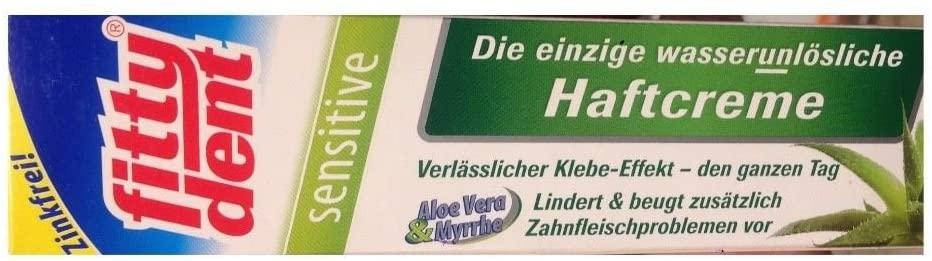 Zinkfrei!
fitty®
dent
sensitive
Die einzige wasserunlösliche
Haftcreme
Verlässlicher Klebe-Effekt – den ganzen Tag
Aloe Vera
& Myrrhe
Lindert & beugt zusätzlich
Zahnfleischproblemen vor